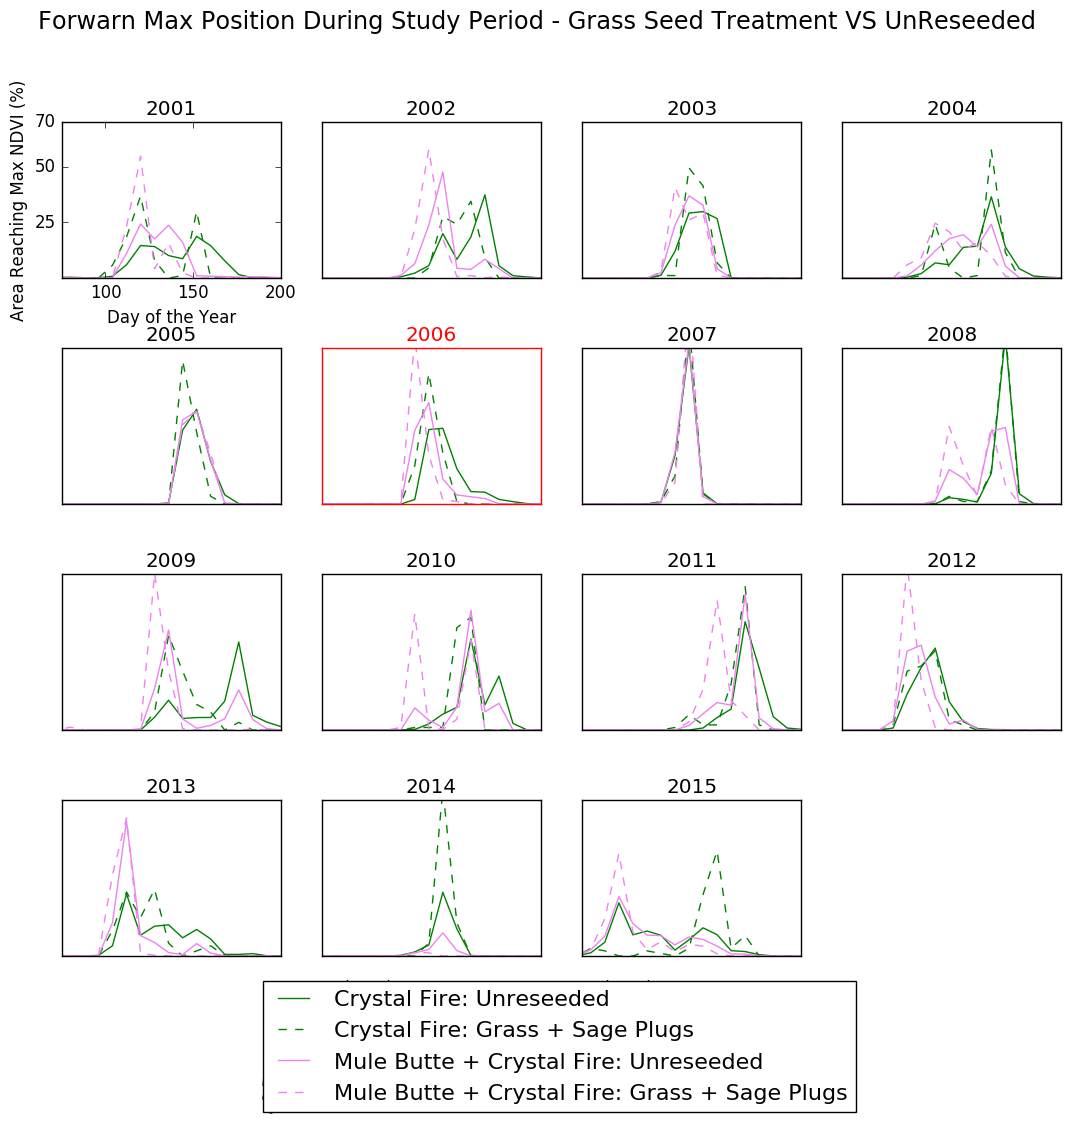 Forwarn Max Position During Study Period - Grass Seed Treatment VS UnReseeded
2001
2002
2003
2004
Area Reaching Max NDVI (%)
70
50
25
100 150 200
Day of the Year
2005
2006
2007
2008
2009
2010
2011
2012
2013
2014
2015
Crystal Fire: Unreseeded
Crystal Fire: Grass + Sage Plugs
Mule Butte + Crystal Fire: Unreseeded
Mule Butte + Crystal Fire: Grass + Sage Plugs